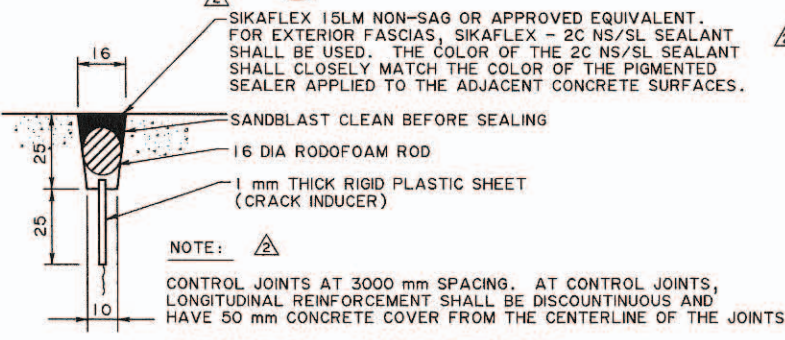 2
SIKAFLEX 15LM NON-SAG OR APPROVED EQUIVALENT.
FOR EXTERIOR FASCIAS, SIKAFLEX - 2C NS/SL SEALANT
SHALL BE USED. THE COLOR OF THE 2C NS/SL SEALANT
SHALL CLOSELY MATCH THE COLOR OF THE PIGMENTED
SEALER APPLIED TO THE ADJACENT CONCRETE SURFACES.
16
SANDBLAST CLEAN BEFORE SEALING
25
16 DIA RODOFOAM ROD
1 mm THICK RIGID PLASTIC SHEET
(CRACK INDUCER)
25
NOTE: 2
CONTROL JOINTS AT 3000 mm SPACING. AT CONTROL JOINTS,
LONGITUDINAL REINFORCEMENT SHALL BE DISCOUNTINUOUS AND
HAVE 50 mm CONCRETE COVER FROM THE CENTERLINE OF THE JOINTS
10